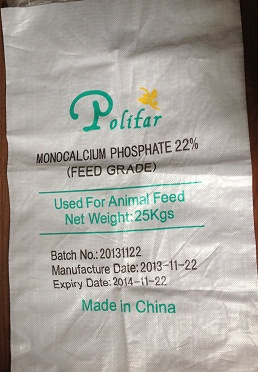 Polifar
MONOCALCIUM PHOSPHATE 22%
(FEED GRADE)
Used For Animal Feed
Net Weight:25Kgs
Batch No.:20131122
Manufacture Date:2013-11-22
Expiry Date:2014-11-22
Made in China